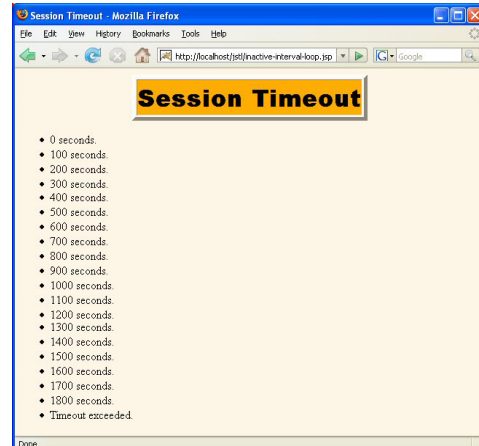 Session Timeout - Mozilla Firefox
File Edit View History Bookmarks Tools Help
http://localhost/jstl/inactive-interval-loop.jsp G Google
Session Timeout
0 seconds.
100 seconds.
200 seconds.
300 seconds.
400 seconds.
500 seconds.
600 seconds.
700 seconds.
800 seconds.
900 seconds.
1000 seconds.
1100 seconds.
1200 seconds.
1300 seconds.
1400 seconds.
1500 seconds.
1600 seconds.
1700 seconds.
1800 seconds.
Timeout exceeded.
Done